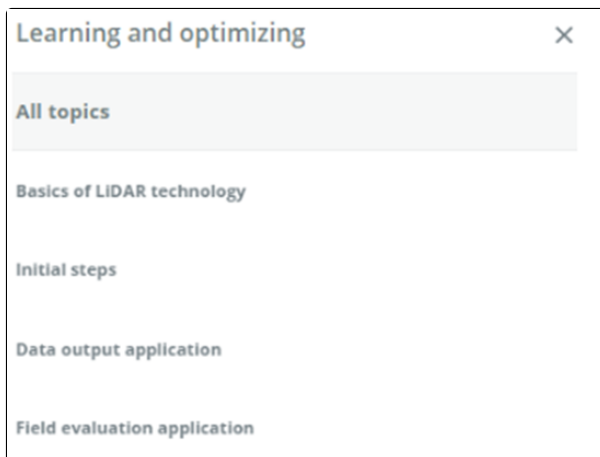 Learning and optimizing
All topics
Basics of LiDAR technology
Initial steps
Data output application
Field evaluation application